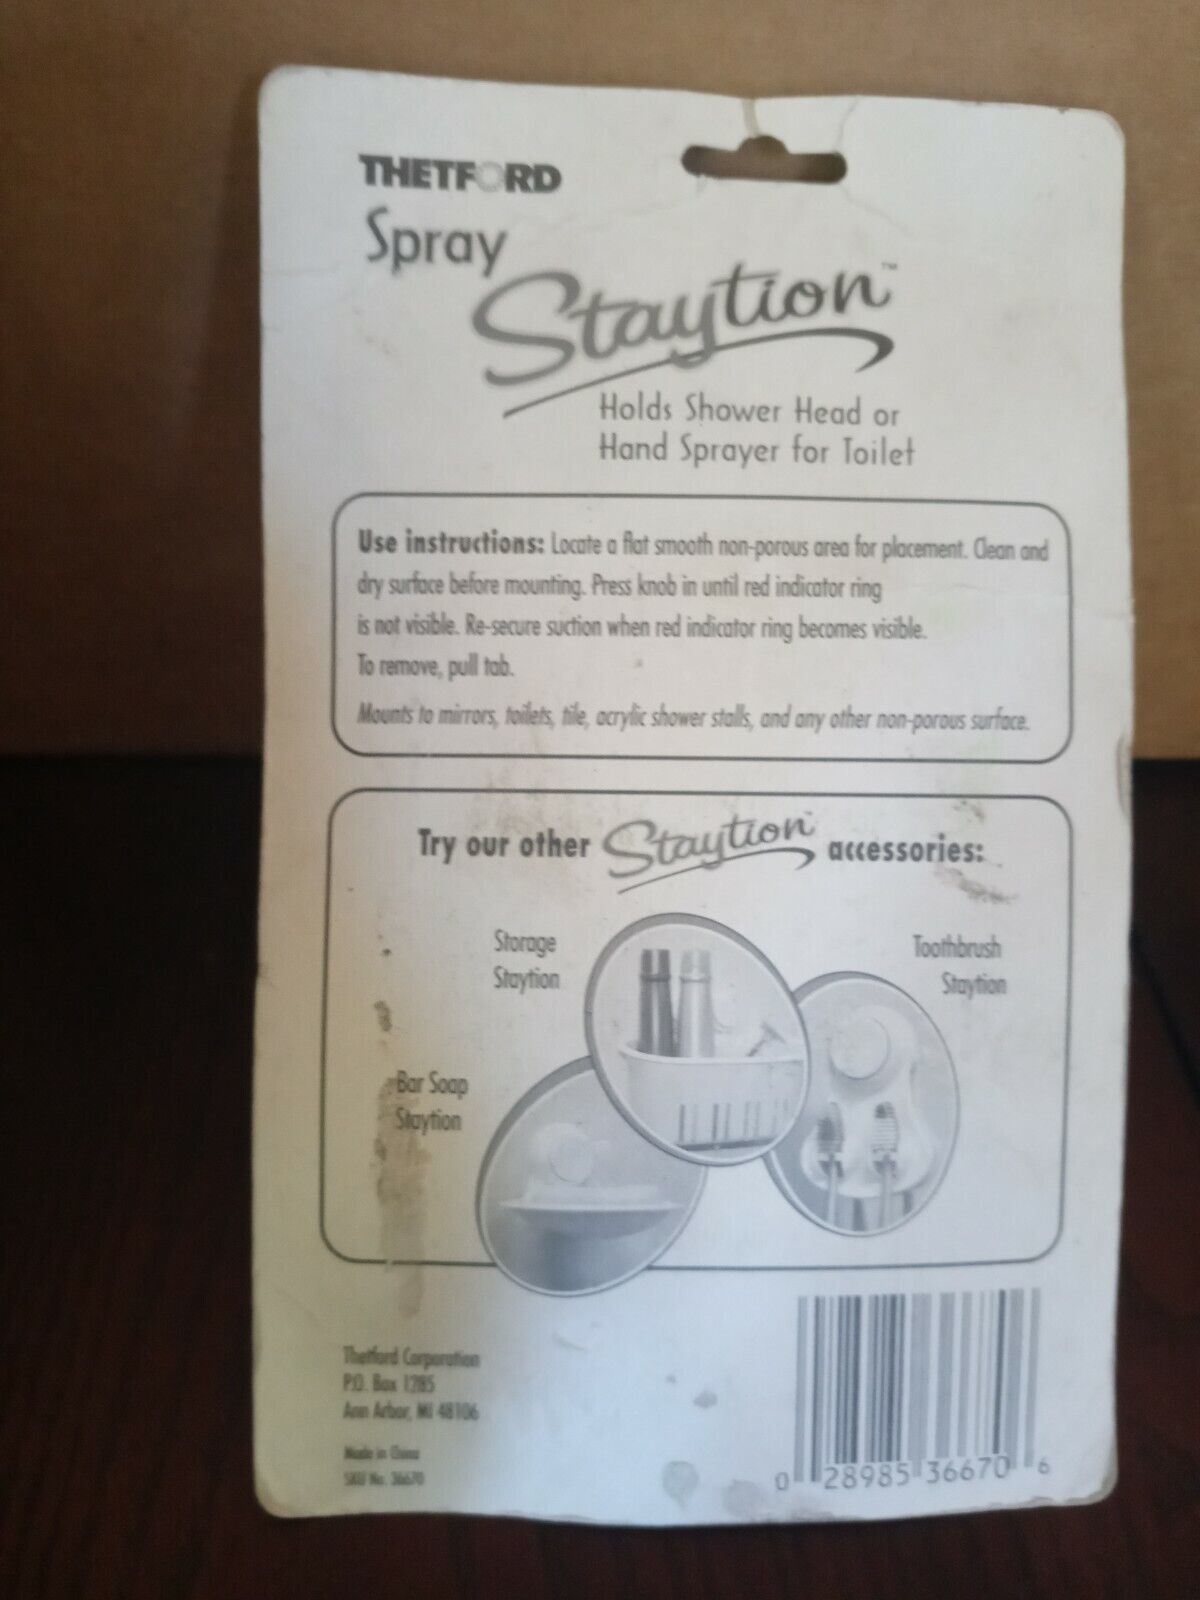 THETFORD
Spray
Staytion™
Holds Shower Head or
Hand Sprayer for Toilet
Use instructions: Locate a flat smooth non-porous area for placement. Clean and
dry surface before mounting. Press knob in until red indicator ring
is not visible. Re-secure suction when red indicator ring becomes visible.
To remove, pull tab.
Mounts to mirrors, toilets, tile, acrylic shower stalls, and any other non-porous surface.
Try our other Staytion™ accessories:
Storage
Staytion
Toothbrush
Staytion
Bar Soap
Staytion
Thetford Corporation
P.O. Box 1285
Ann Arbor, MI 48106
Made in China
SKU No. 36670
0 28985 36670 6